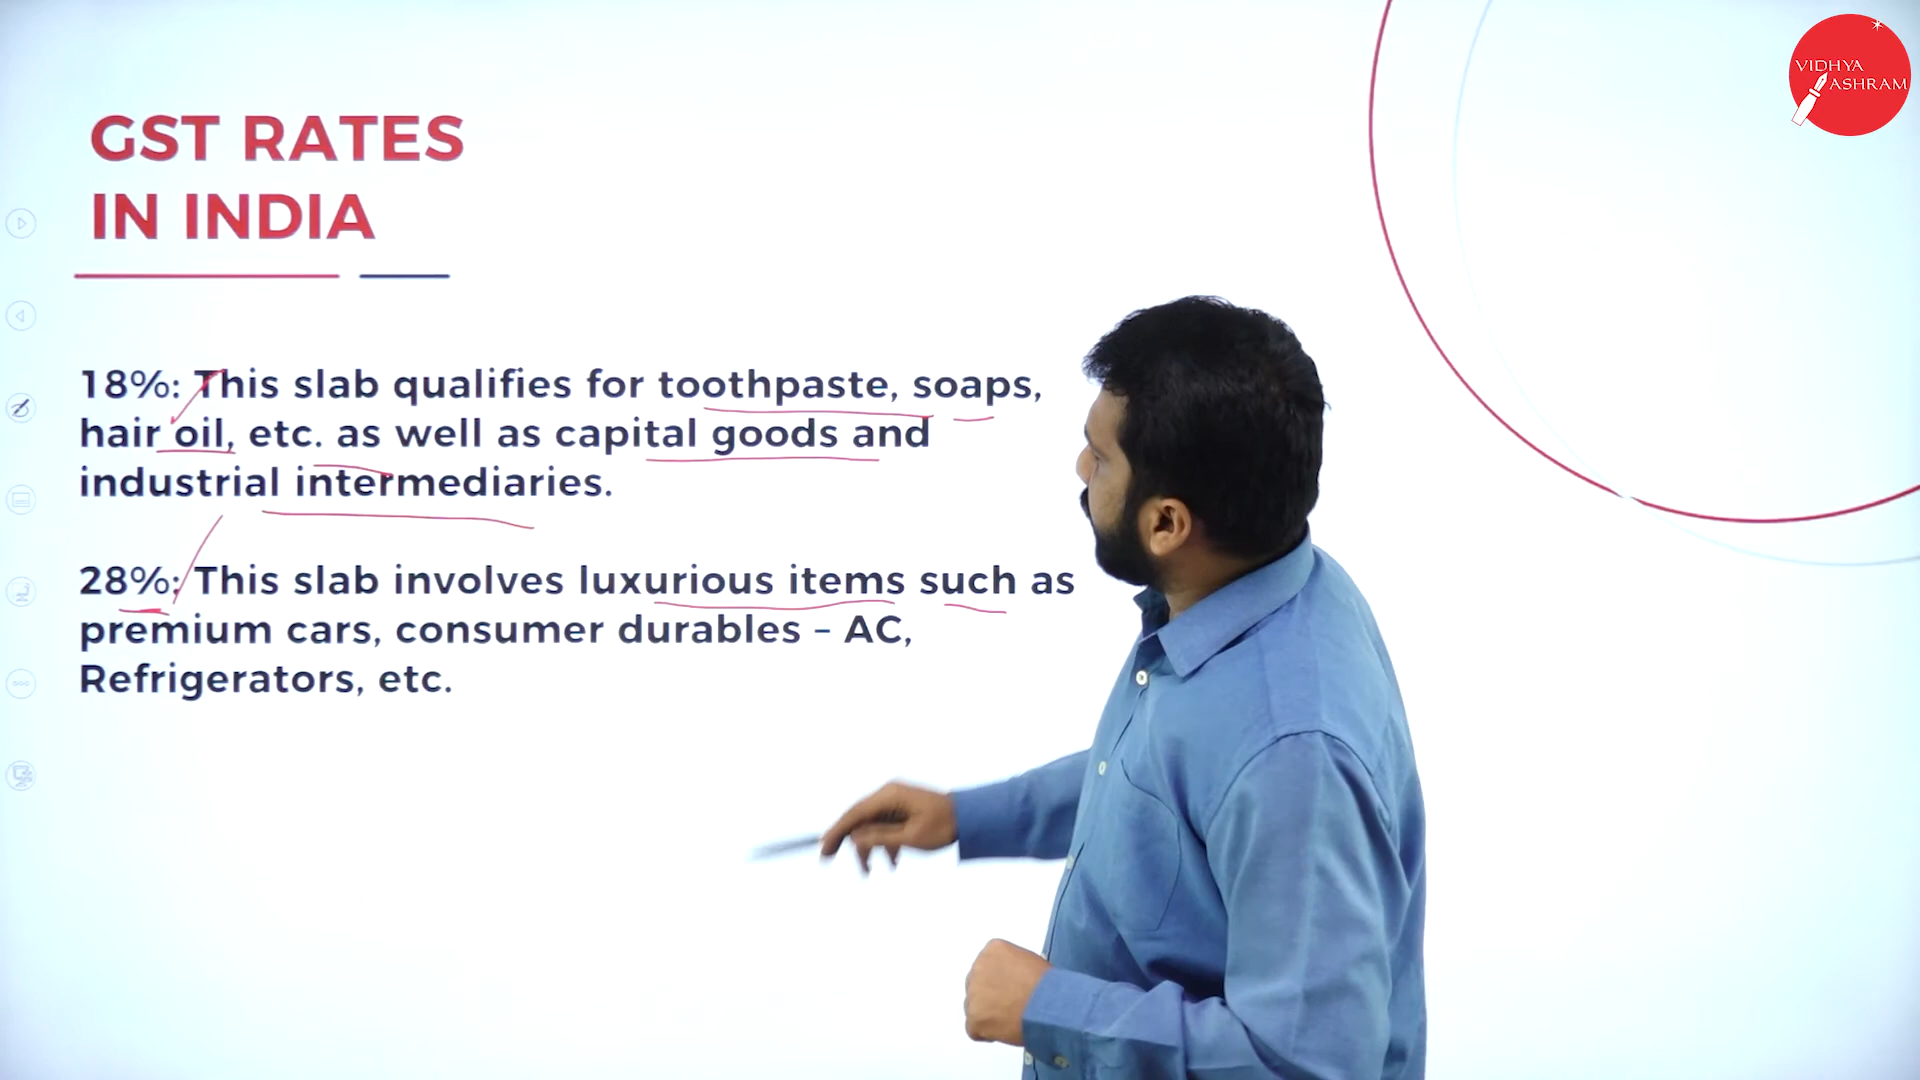 VIDHYA
ASHRAM
GST RATES
IN INDIA
18%: This slab qualifies for toothpaste, soaps,
hair oil, etc. as well as capital goods and
industrial intermediaries.
28%: This slab involves luxurious items such as
premium cars, consumer durables – AC,
Refrigerators, etc.